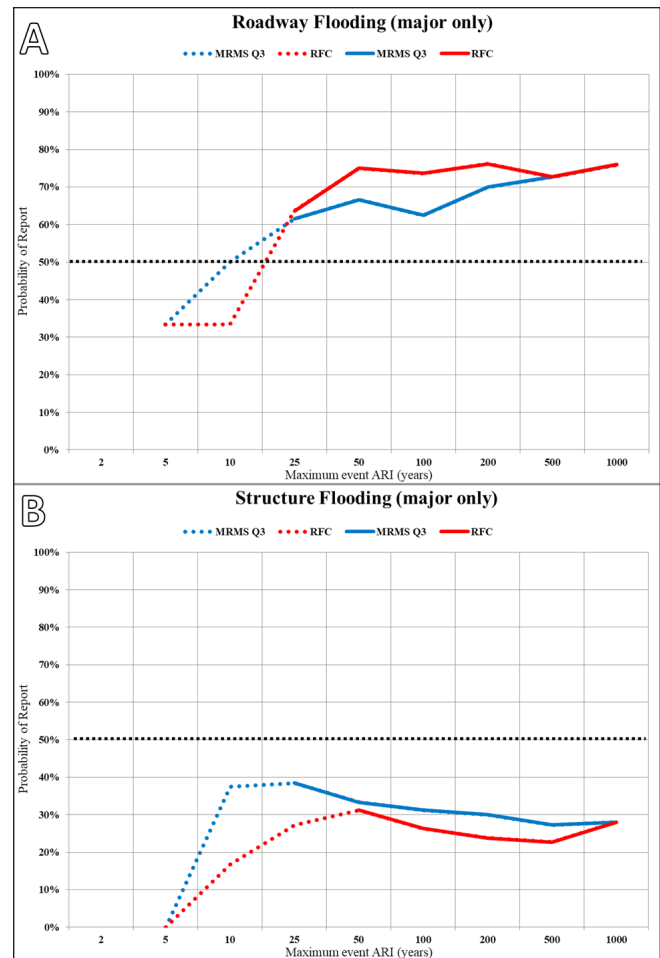 A
Roadway Flooding (major only)
MRMS Q3 RFC MRMS Q3 RFC
100%
90%
80%
70%
60%
50%
40%
30%
20%
10%
0%
Probability of Report
2 5 10 25 50 100 200 500 1000
Maximum event ARI (years)
B
Structure Flooding (major only)
MRMS Q3 RFC MRMS Q3 RFC
100%
90%
80%
70%
60%
50%
40%
30%
20%
10%
0%
Probability of Report
2 5 10 25 50 100 200 500 1000
Maximum event ARI (years)